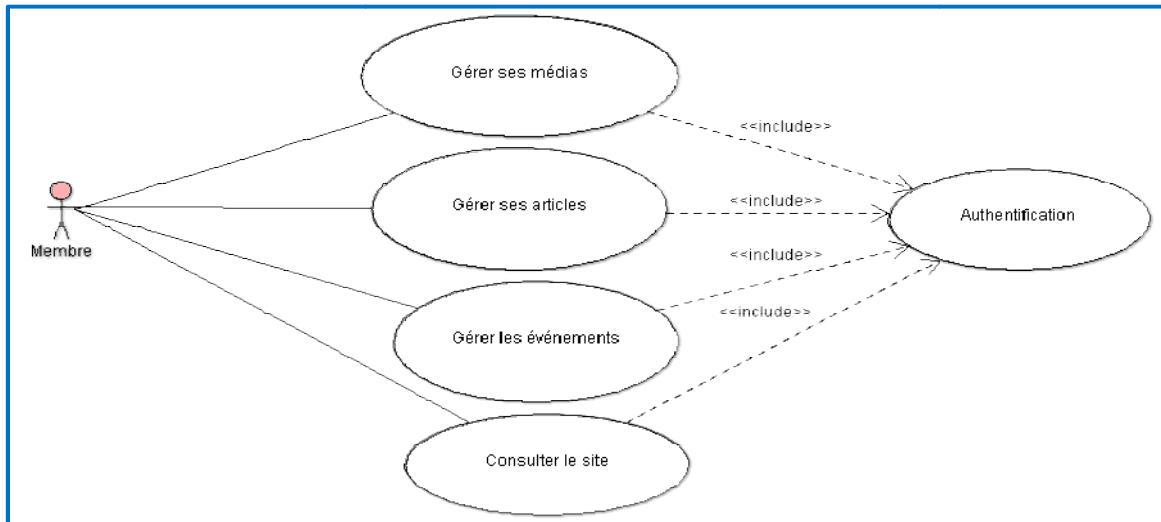 Gérer ses médias
<<include>>
Gérer ses articles
<<include>>
Authentification
Membre
<<include>>
Gérer les événements
<<include>>
Consulter le site